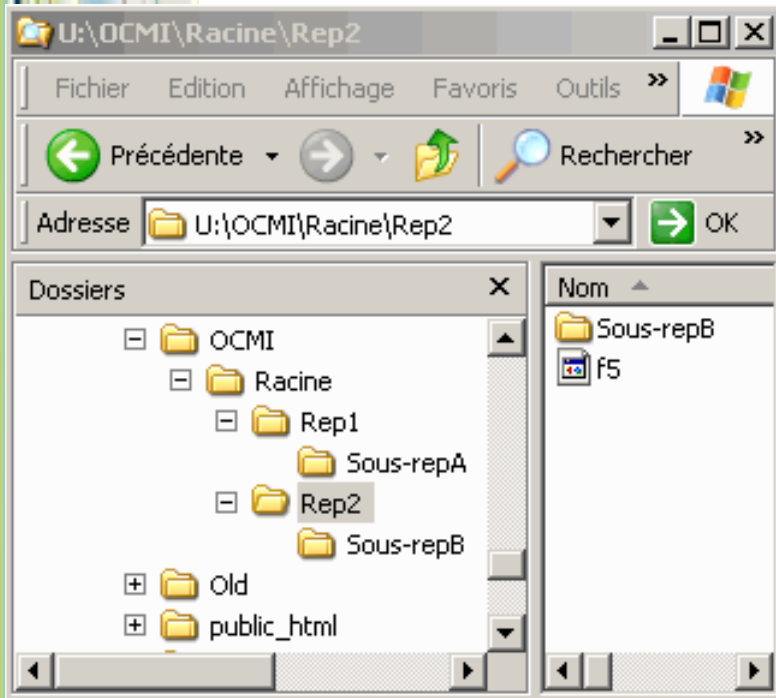 U:\OCMI\Racine\Rep2
Fichier Edition Affichage Favoris Outils »
Précédente Rechercher »
Adresse U:\OCMI\Racine\Rep2 OK
Dossiers
OCMI
Racine
Rep1
Sous-repA
Rep2
Sous-repB
Old
public_html
Nom
Sous-repB
f5